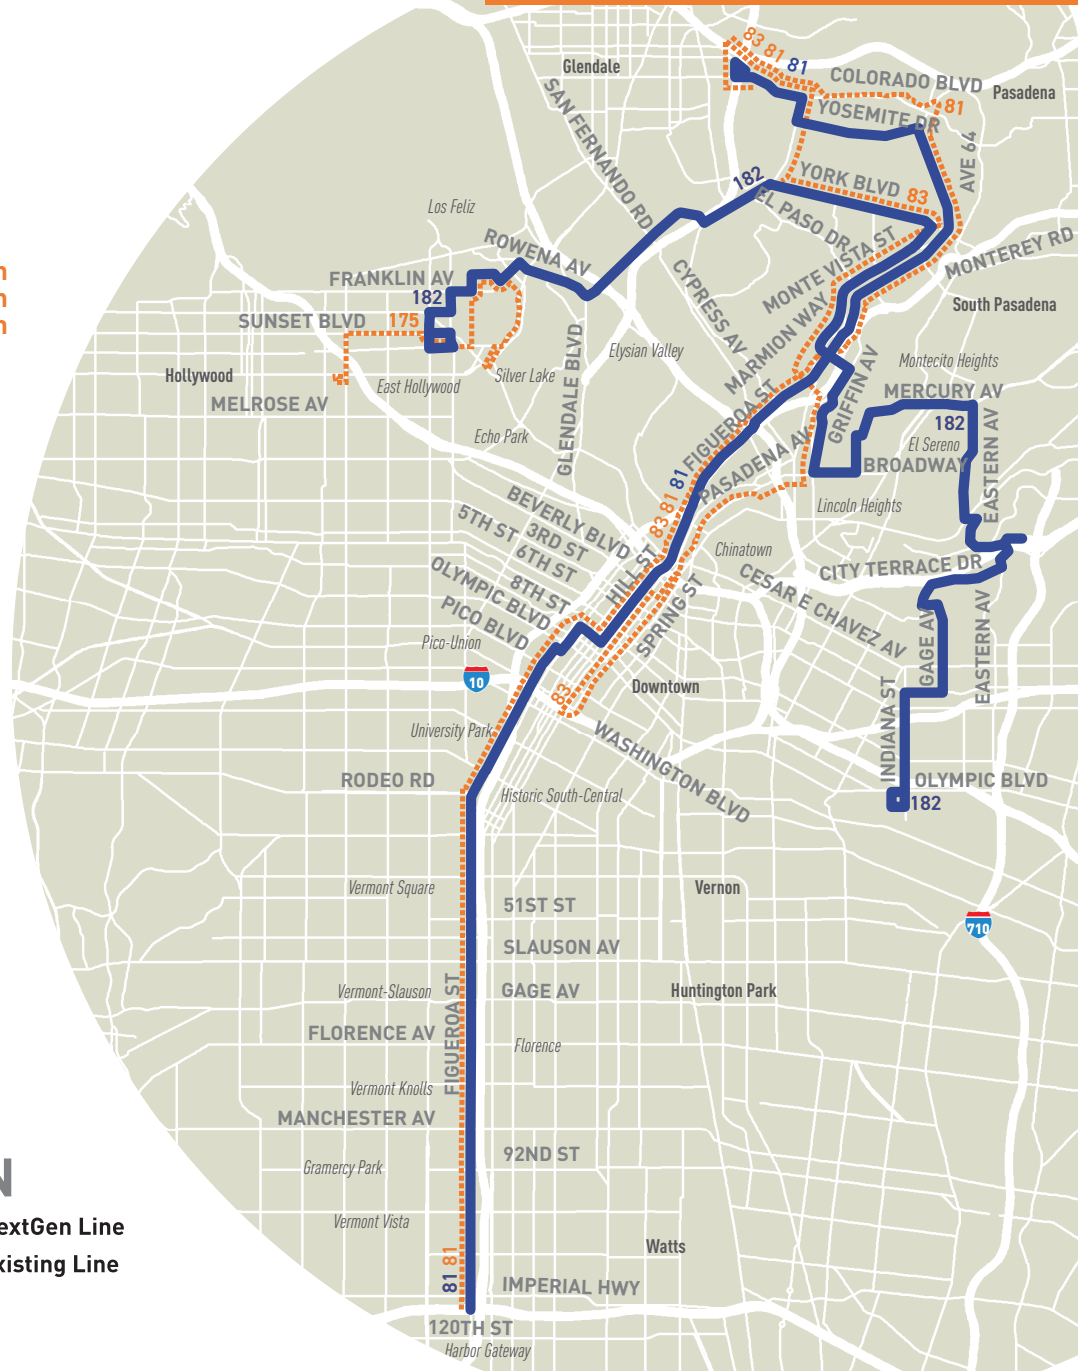 83
81
81
Glendale
COLORADO BLVD
Pasadena
81
YOSEMITE DR
SAN FERNANDO RD
AVE 64
182
YORK BLVD
83
EL PASO DR
Los Feliz
ROWENA AV
MONTE VISTA ST
MONTEREY RD
FRANKLIN AV
CYPRESS AV
182
MARMION WAY
South Pasadena
SUNSET BLVD
175
Elysian Valley
Montecito Heights
Hollywood
East Hollywood
Silver Lake
GLENDALE BLVD
GRIFFIN AV
MERCURY AV
MELROSE AV
FIGUEROA ST
182
Echo Park
El Sereno
EASTERN AV
PASADENA AV
BROADWAY
81
81
83
BEVERLY BLVD
Lincoln Heights
5TH ST
3RD ST
6TH ST
Chinatown
HILL ST
OLYMPIC BLVD
8TH ST
CITY TERRACE DR
CESAR E CHAVEZ AV
PICO BLVD
SPRING ST
Pico-Union
GAGE AV
EASTERN AV
10
Downtown
83
INDIANA ST
University Park
WASHINGTON BLVD
RODEO RD
OLYMPIC BLVD
Historic South-Central
182
Vermont Square
Vernon
51ST ST
710
SLAUSON AV
Vermont-Slauson
GAGE AV
Huntington Park
FLORENCE AV
FIGUEROA ST
Florence
Vermont Knolls
MANCHESTER AV
92ND ST
Gramercy Park
Vermont Vista
extGen Line
Watts
xisting Line
81
81
IMPERIAL HWY
120TH ST
Harbor Gateway